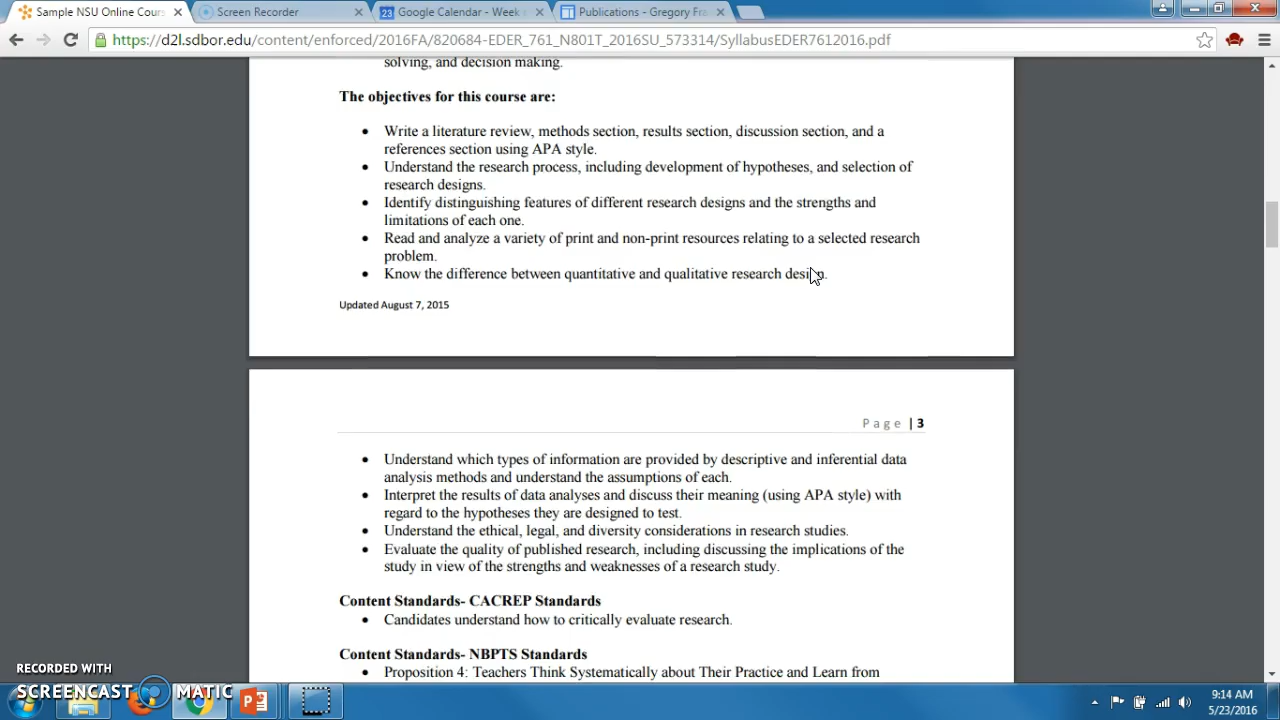 Sample NSU Online Cours
Screen Recorder
23 Google Calendar - Week
Publications - Gregory Fra
https://d2l.sdbor.edu/content/enforced/2016FA/820684-EDER_761_N801T_2016SU_573314/SyllabusEDER7612016.pdf
solving, and decision making.
The objectives for this course are:
• Write a literature review, methods section, results section, discussion section, and a
references section using APA style.
• Understand the research process, including development of hypotheses, and selection of
research designs.
• Identify distinguishing features of different research designs and the strengths and
limitations of each one.
• Read and analyze a variety of print and non-print resources relating to a selected research
problem.
• Know the difference between quantitative and qualitative research design.
Updated August 7, 2015
Page | 3
• Understand which types of information are provided by descriptive and inferential data
analysis methods and understand the assumptions of each.
• Interpret the results of data analyses and discuss their meaning (using APA style) with
regard to the hypotheses they are designed to test.
• Understand the ethical, legal, and diversity considerations in research studies.
• Evaluate the quality of published research, including discussing the implications of the
study in view of the strengths and weaknesses of a research study.
Content Standards- CACREP Standards
• Candidates understand how to critically evaluate research.
Content Standards- NBPTS Standards
• Proposition 4: Teachers Think Systematically about Their Practice and Learn from
RECORDED WITH
SCREENCAST MATIC
9:14 AM
5/23/2016